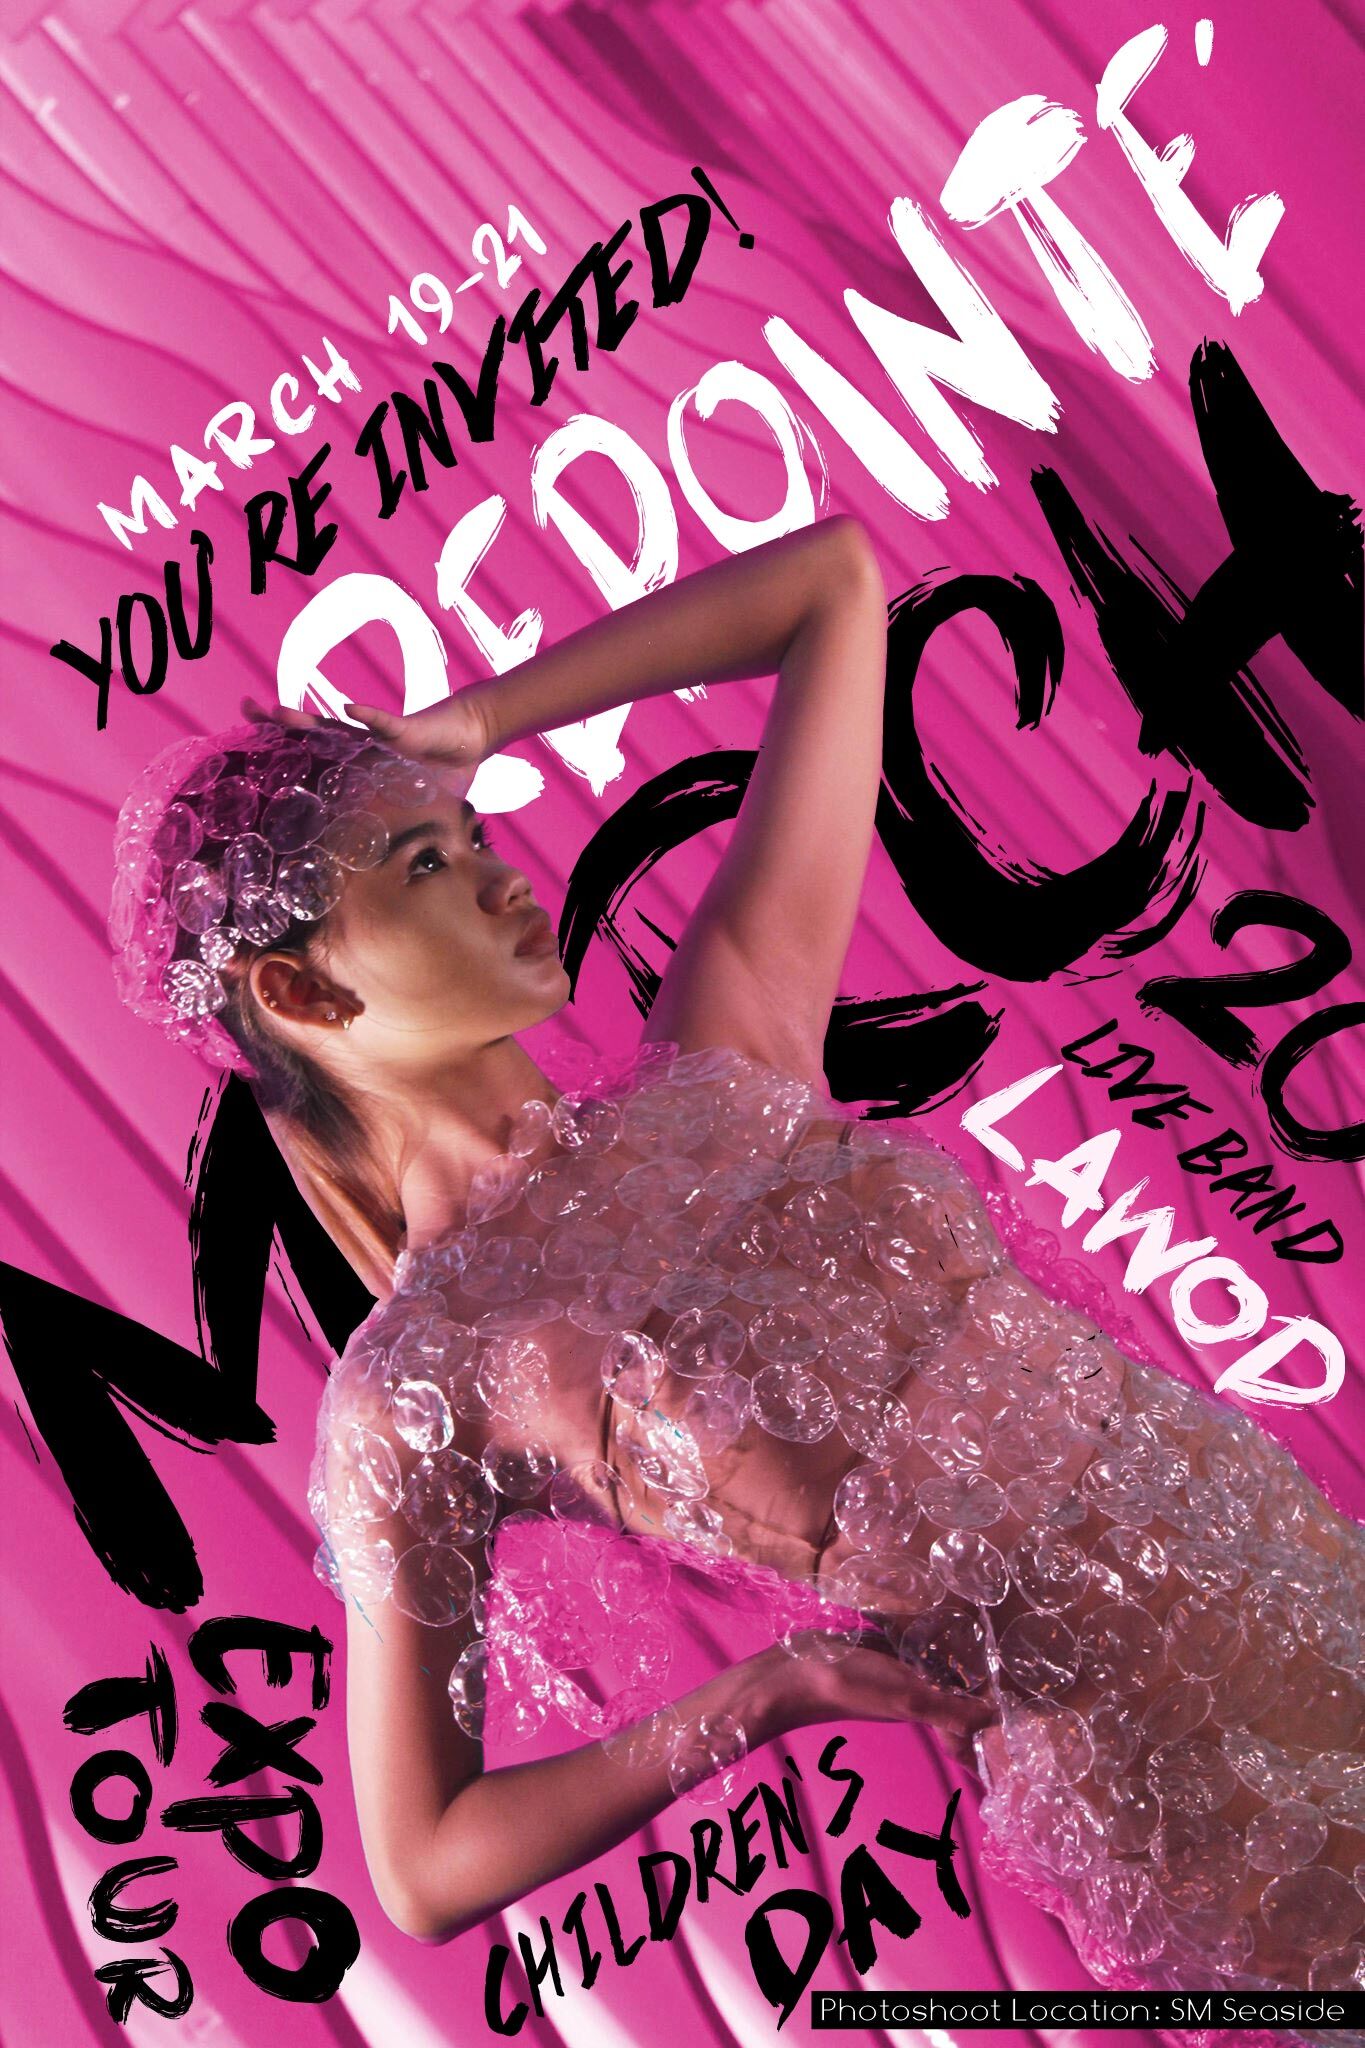 MARCH 19-21
YOU'RE INVITED!
REPOINTE'
MARCH
20
LIVE BAND
LAWOD
EXPO
TOUR
CHILDREN'S
DAY
Photoshoot Location: SM Seaside